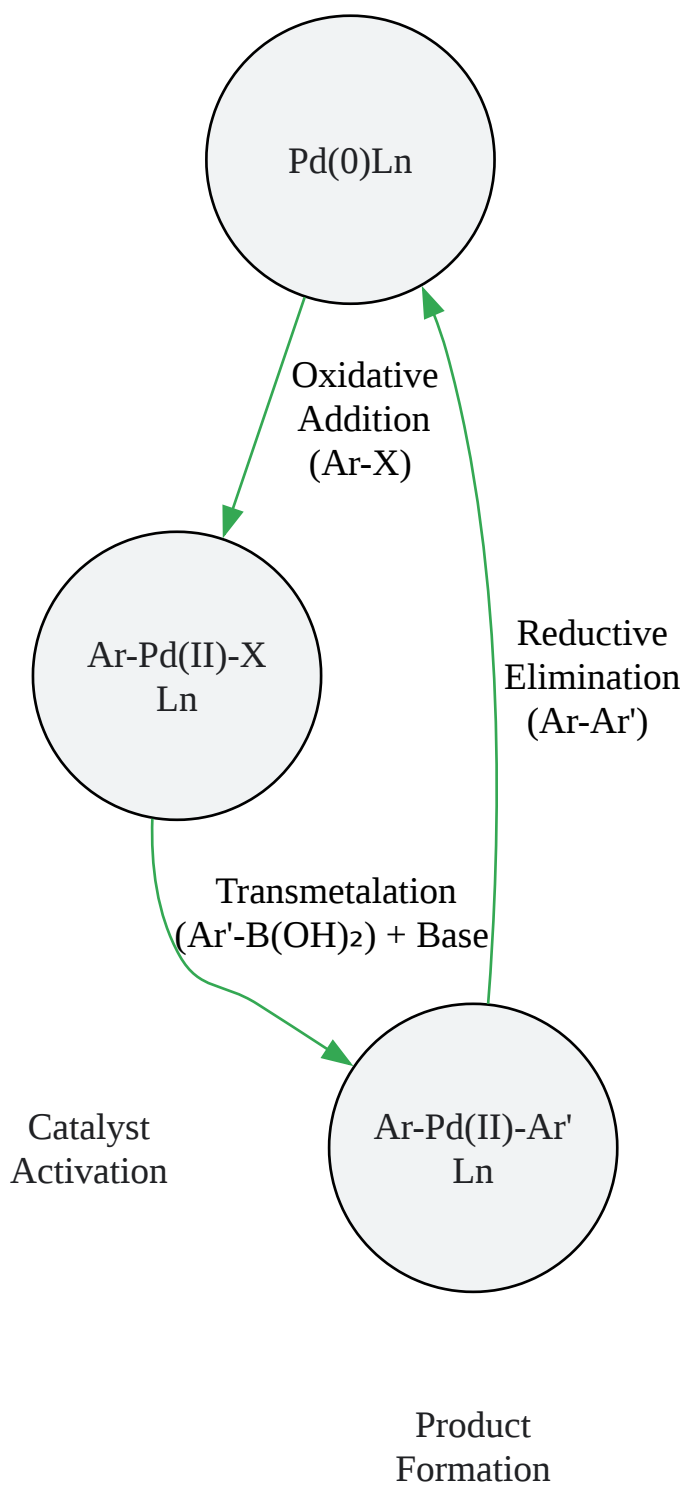 Pd(0)Ln
Oxidative
Addition
(Ar-X)
Ar-Pd(II)-X
Ln
Reductive
Elimination
(Ar-Ar')
Transmetalation
(Ar'-B(OH)₂) + Base
Catalyst
Activation
Ar-Pd(II)-Ar'
Ln
Product
Formation